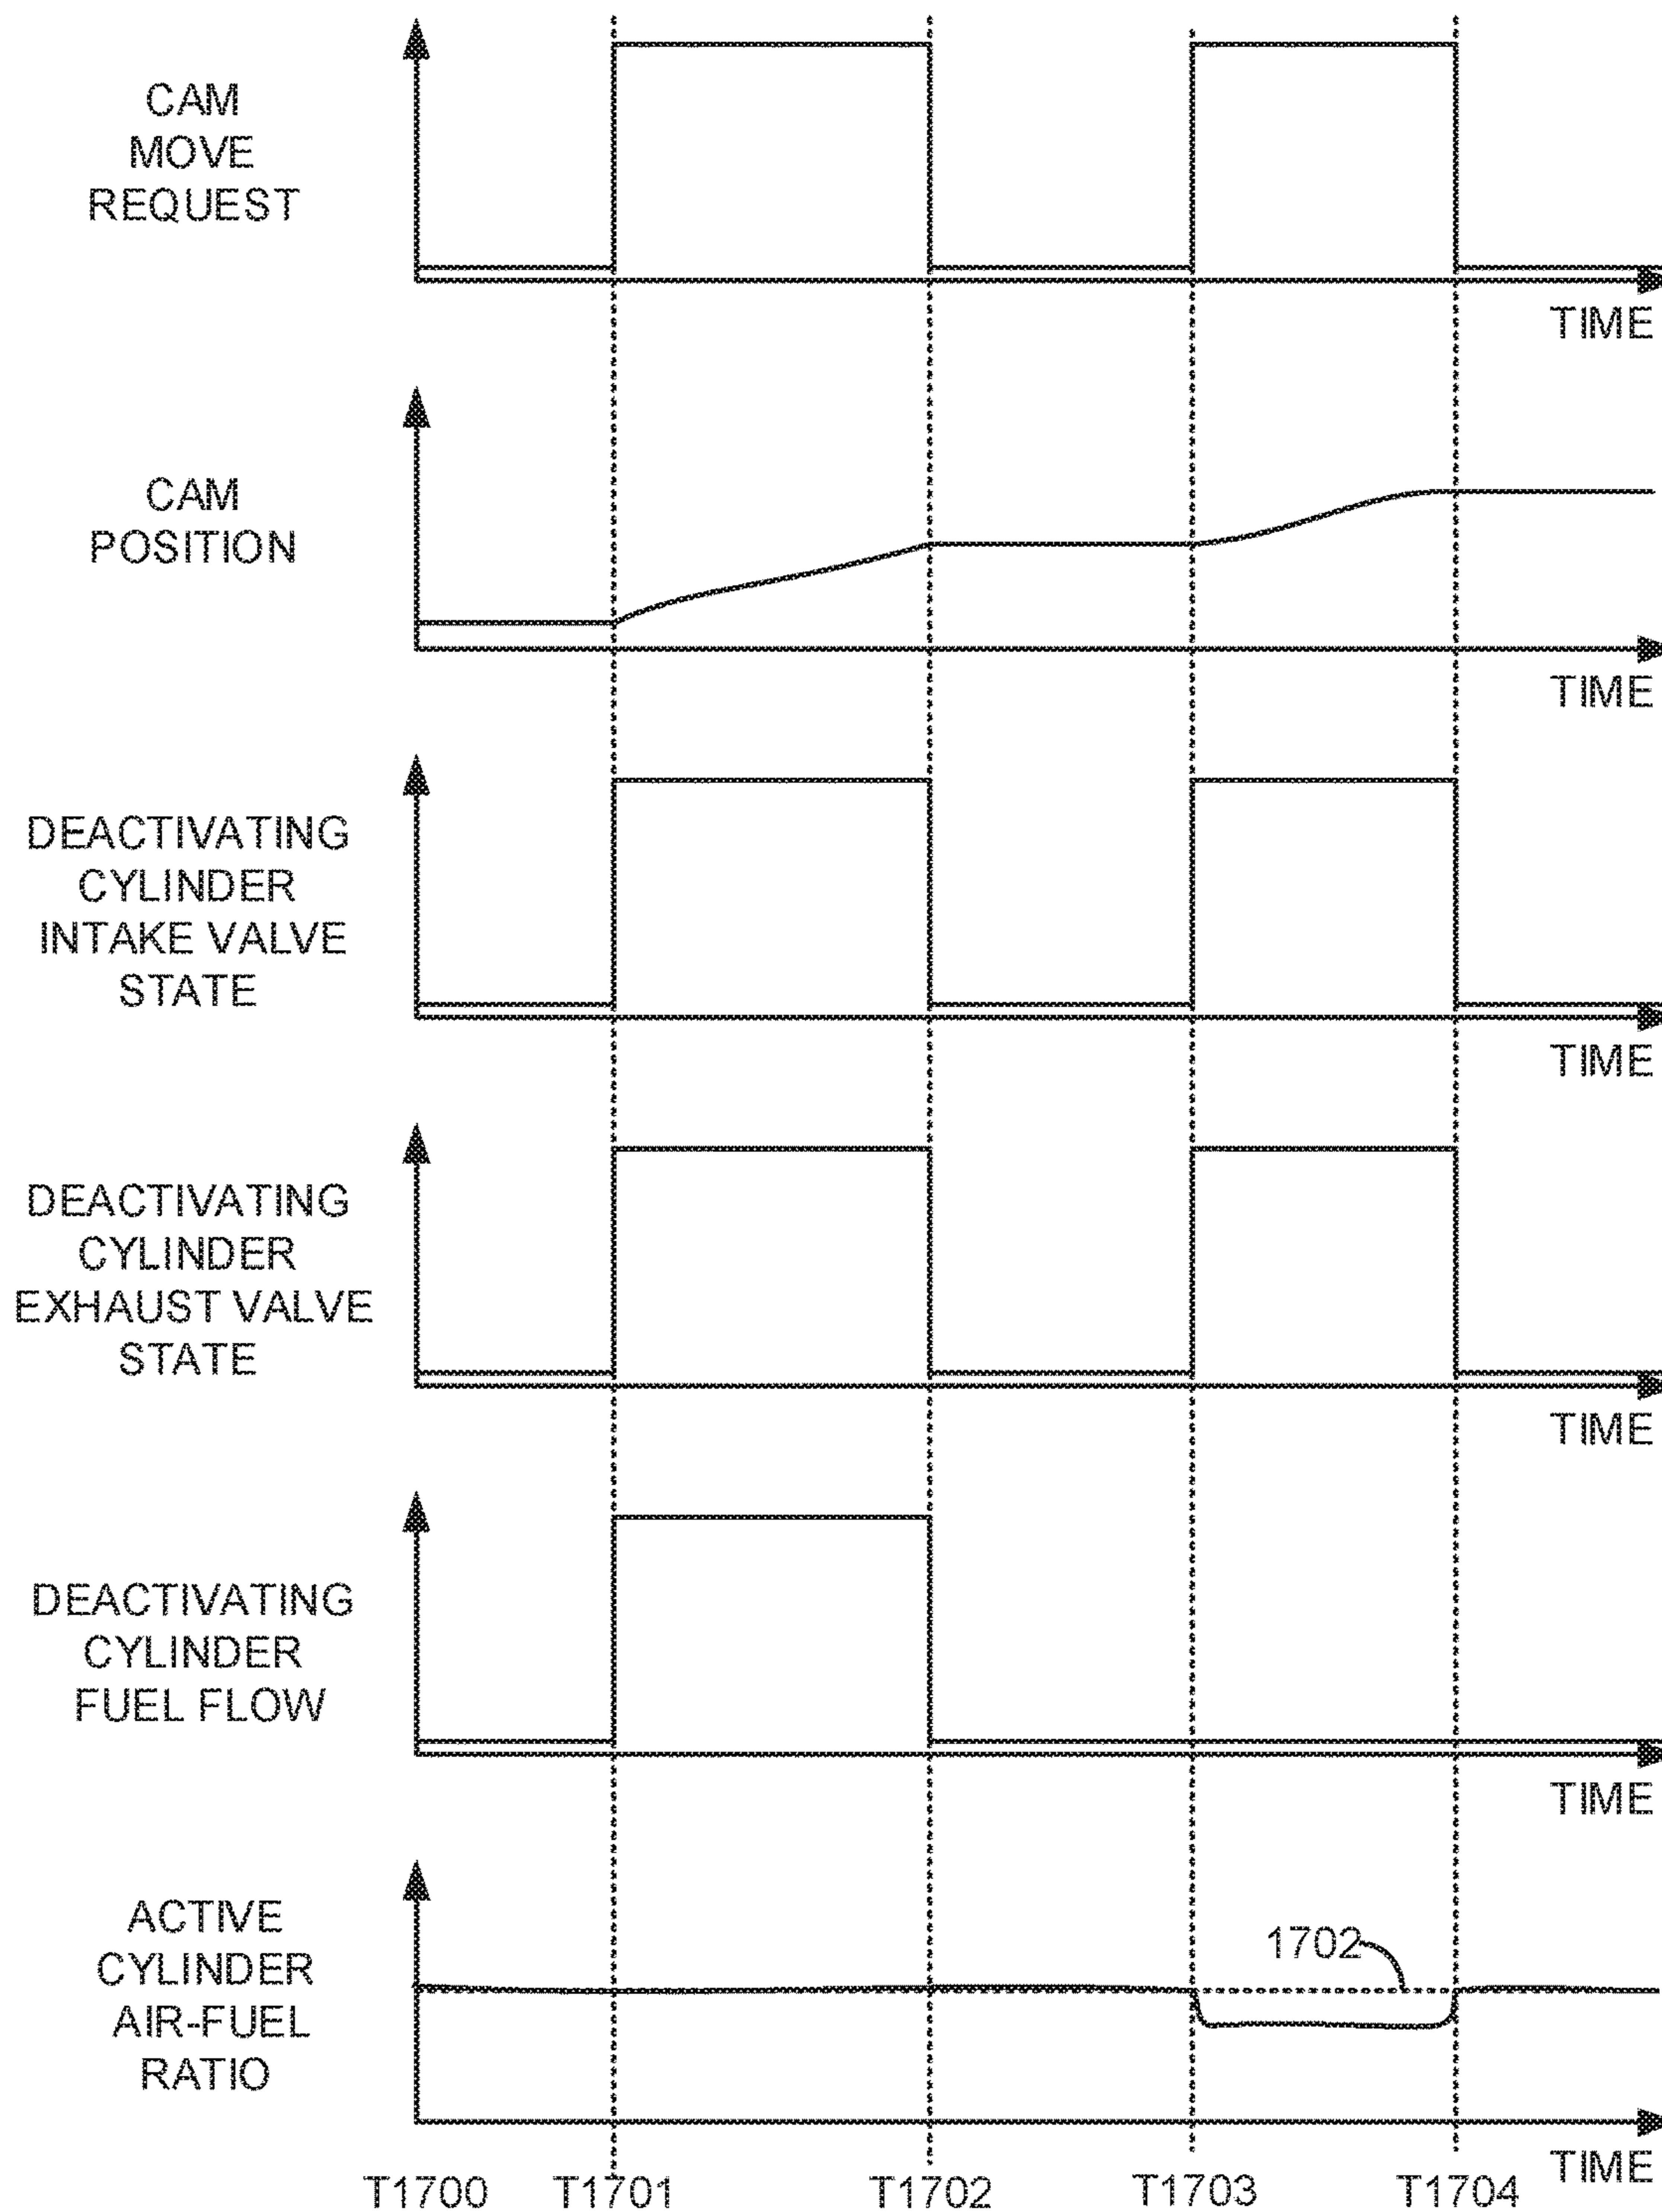 CAM
MOVE
REQUEST
TIME
CAM
POSITION
TIME
DEACTIVATING
CYLINDER
INTAKE VALVE
STATE
TIME
DEACTIVATING
CYLINDER
EXHAUST VALVE
STATE
TIME
DEACTIVATING
CYLINDER
FUEL FLOW
TIME
ACTIVE
CYLINDER
AIR-FUEL
RATIO
1702
TIME
T1700 T1701 T1702 T1703 T1704